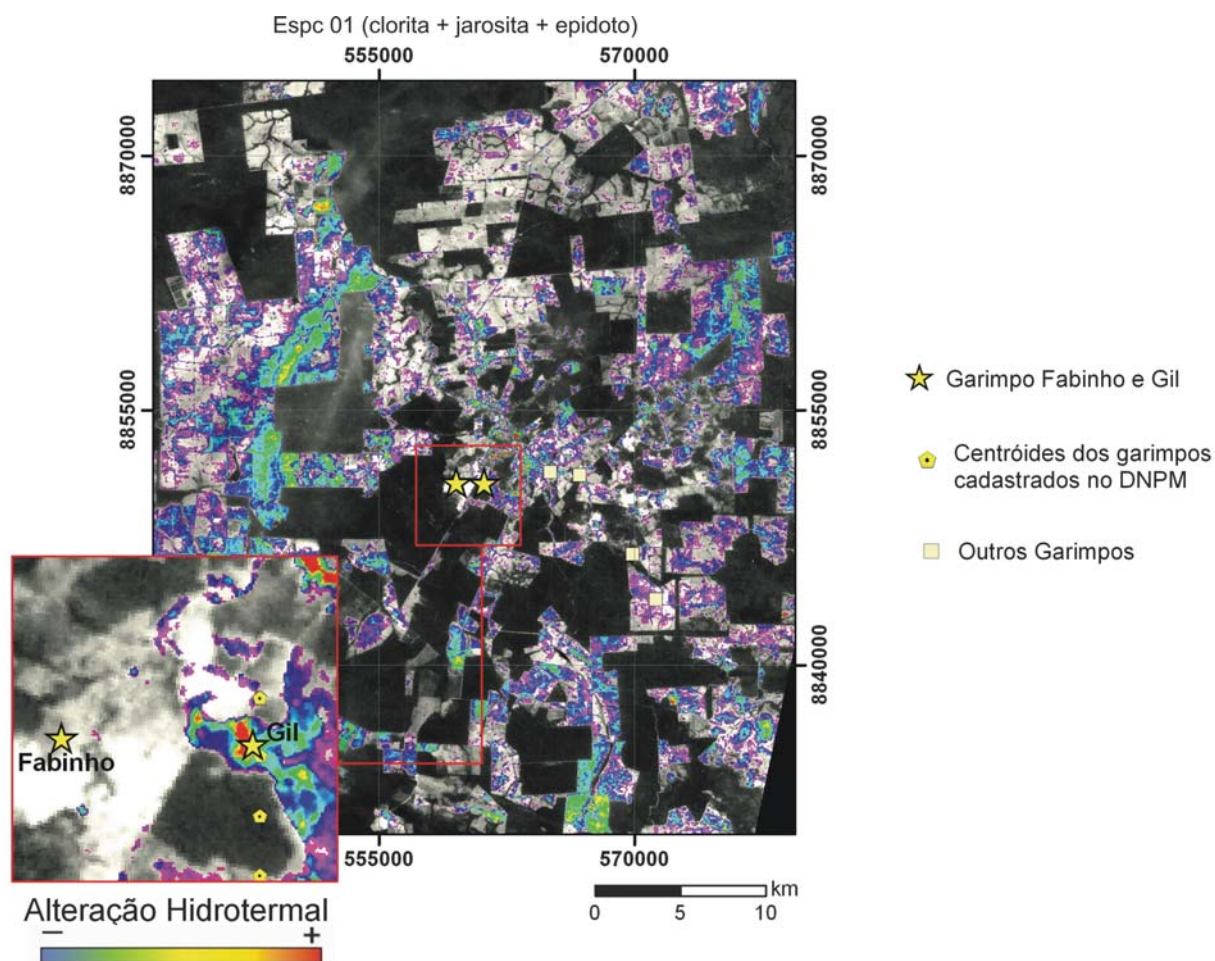 Espc 01 (clorita + jarosita + epidoto)
555000 570000
8870000 8870000
8855000 8855000
8840000 8840000
Garimpo Fabinho e Gil
Centróides dos garimpos
cadastrados no DNPM
Outros Garimpos
Gil
Fabinho
555000 570000
km
0 5 10
Alteração Hidrotermal
– +